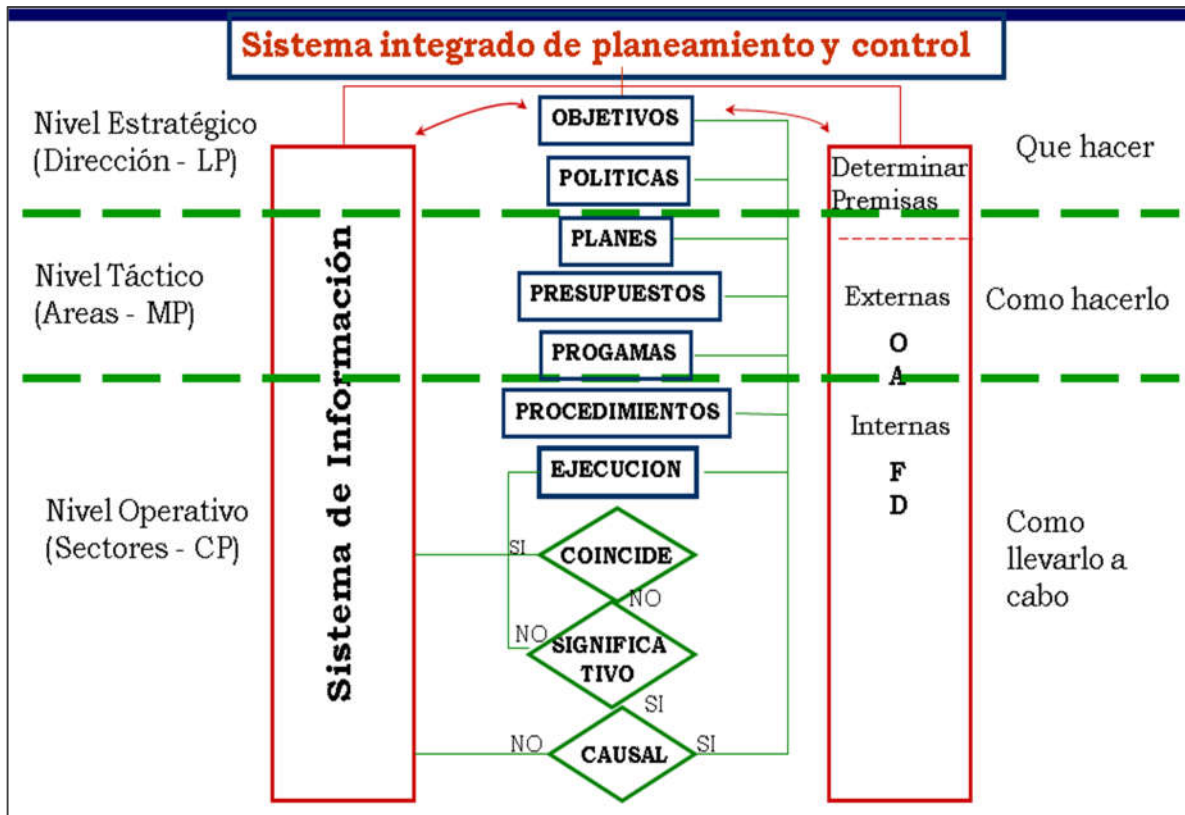 Sistema integrado de planeamiento y control
Nivel Estratégico
(Dirección - LP)
OBJETIVOS
POLITICAS
Determinar
Premisas
Que hacer
Nivel Táctico
(Areas - MP)
PLANES
PRESUPUESTOS
PROGAMAS
Externas
O
A
Como hacerlo
Sistema de Información
PROCEDIMIENTOS
EJECUCION
Internas
F
D
Nivel Operativo
(Sectores - CP)
SI
COINCIDE
NO
NO
SIGNIFICA
TIVO
SI
NO
CAUSAL
SI
Como
llevarlo a
cabo